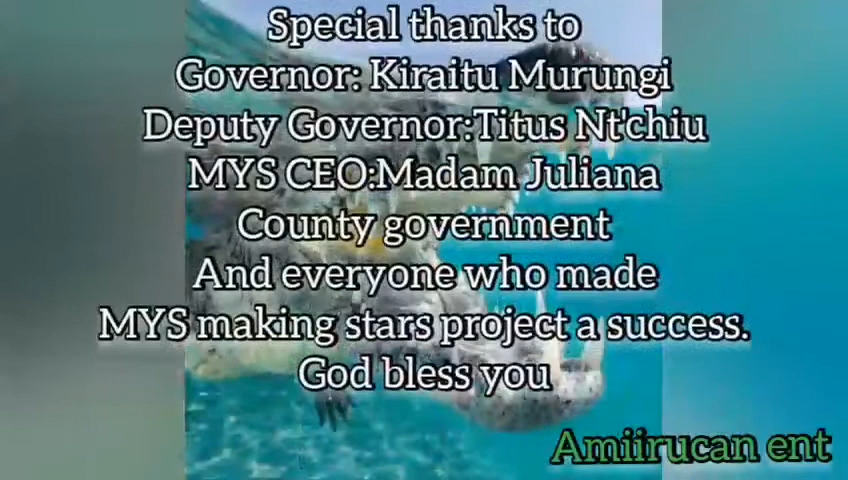 Special thanks to
Governor: Kiraitu Murungi
Deputy Governor:Titus Nt'chiu
MYS CEO:Madam Juliana
County government
And everyone who made
MYS making stars project a success.
God bless you
Amiirucan ent